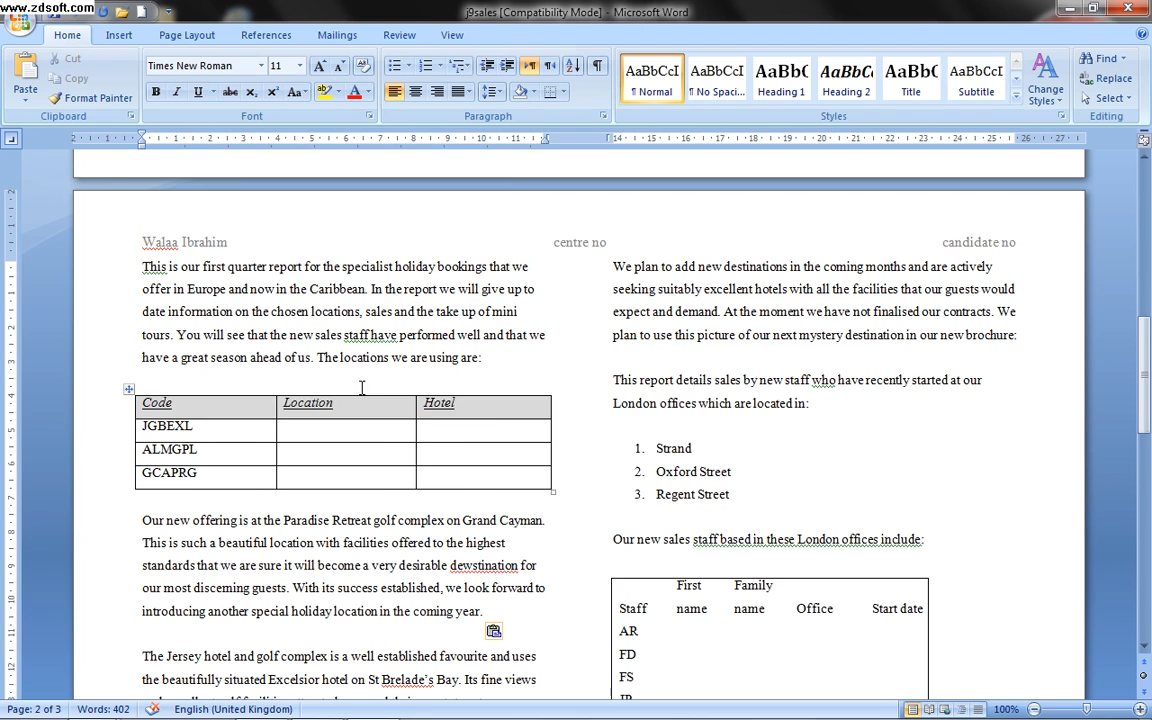 www.zdsoft.com
j9sales [Compatibility Mode] - Microsoft Word
Home Insert Page Layout References Mailings Review View
Paste
Cut
Copy
Format Painter
Clipboard
Times New Roman 11
Font
Paragraph
AaBbCcI AaBbCcI AaBbC AaBbCc AaBbC AaBbCcI
¶ Normal ¶ No Spaci... Heading 1 Heading 2 Title Subtitle
Change Styles
Styles
Find
Replace
Select
Editing
Walaa Ibrahim centre no candidate no
This is our first quarter report for the specialist holiday bookings that we
offer in Europe and now in the Caribbean. In the report we will give up to
date information on the chosen locations, sales and the take up of mini
tours. You will see that the new sales staff have performed well and that we
have a great season ahead of us. The locations we are using are:
Code Location Hotel
JGBEXL
ALMGPL
GCAPRG
Our new offering is at the Paradise Retreat golf complex on Grand Cayman.
This is such a beautiful location with facilities offered to the highest
standards that we are sure it will become a very desirable dewstination for
our most discerning guests. With its success established, we look forward to
introducing another special holiday location in the coming year.
The Jersey hotel and golf complex is a well established favourite and uses
the beautifully situated Excelsior hotel on St Brelade's Bay. Its fine views
We plan to add new destinations in the coming months and are actively
seeking suitably excellent hotels with all the facilities that our guests would
expect and demand. At the moment we have not finalised our contracts. We
plan to use this picture of our next mystery destination in our new brochure:
This report details sales by new staff who have recently started at our
London offices which are located in:
1. Strand
2. Oxford Street
3. Regent Street
Our new sales staff based in these London offices include:
Staff First name Family name Office Start date
AR
FD
FS
Page: 2 of 3 Words: 402 English (United Kingdom) 100%